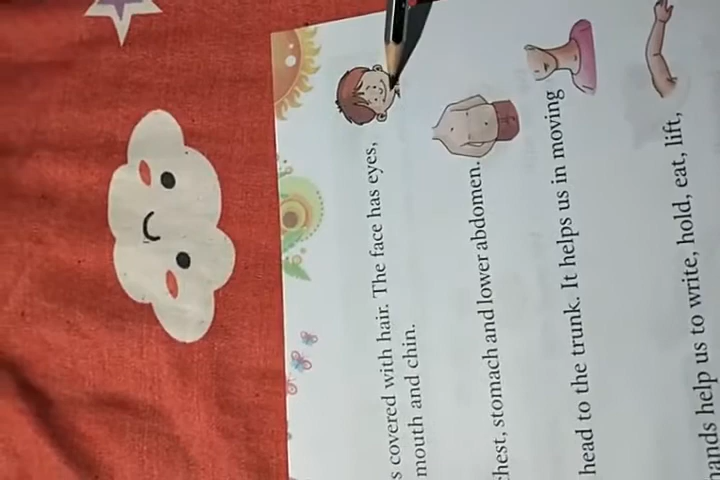 covered with hair. The face has eyes,
mouth and chin.
chest, stomach and lower abdomen.
head to the trunk. It helps us in moving
hands help us to write, hold, eat, lift,